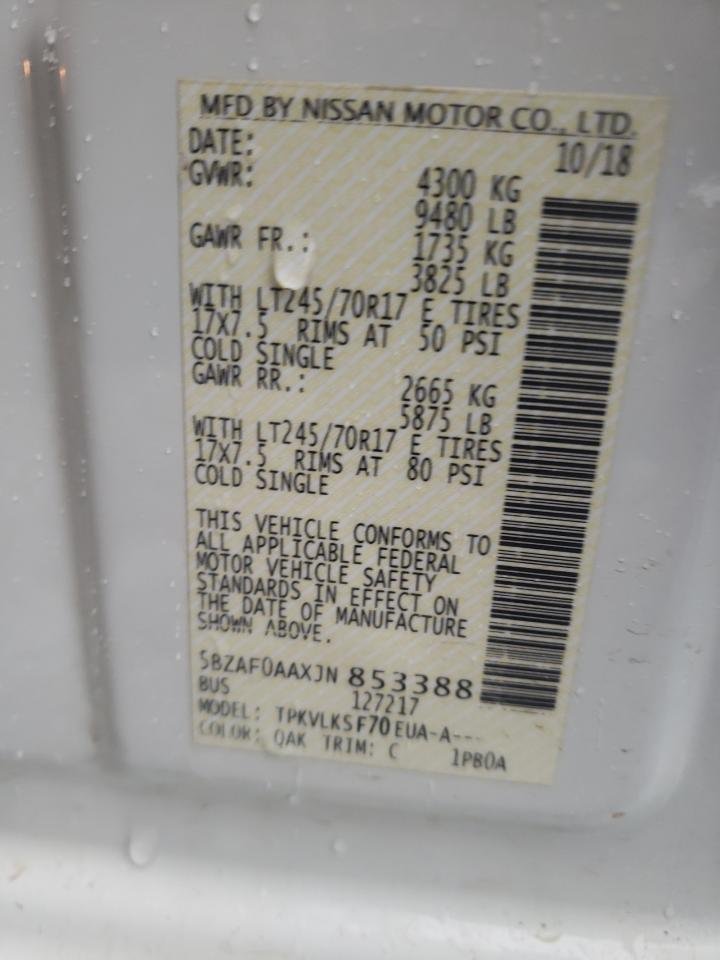 MFD BY NISSAN MOTOR CO., LTD.
DATE: 10/18
GVWR: 4300 KG
9480 LB
GAWR FR.: 1735 KG
3825 LB
WITH LT245/70R17 E TIRES
17X7.5 RIMS AT 50 PSI
COLD SINGLE
GAWR RR.: 2665 KG
5875 LB
WITH LT245/70R17 E TIRES
17X7.5 RIMS AT 80 PSI
COLD SINGLE
THIS VEHICLE CONFORMS TO
ALL APPLICABLE FEDERAL
MOTOR VEHICLE SAFETY
STANDARDS IN EFFECT ON
THE DATE OF MANUFACTURE
SHOWN ABOVE.
5BZAF0AAXJN 853388
BUS 127217
MODEL: TPKVLKSF70EUA-A---
COLOR: QAK TRIM: C 1PB0A